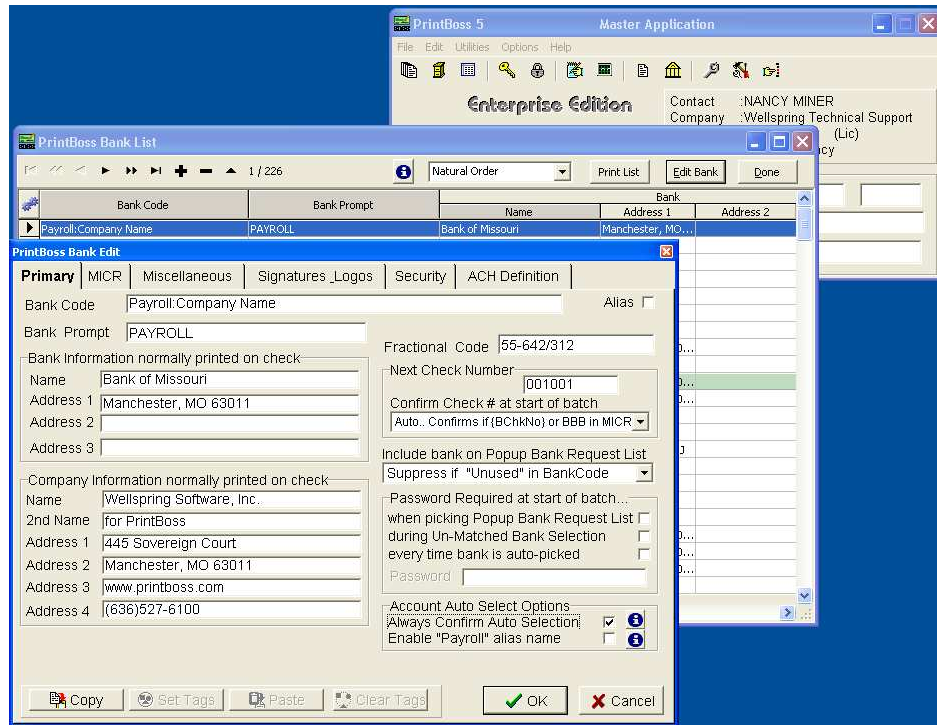 PrintBoss 5 Master Application
File Edit Utilities Options Help
Enterprise Edition
Contact :NANCY MINER
Company :Wellspring Technical Support
(Lic)
PrintBoss Bank List
1 / 226 Natural Order Print List Edit Bank Done
Bank
Bank Code Bank Prompt Name Address 1 Address 2
Payroll:Company Name PAYROLL Bank of Missouri Manchester, MO...
PrintBoss Bank Edit
Primary MICR Miscellaneous Signatures_Logos Security ACH Definition
Bank Code Payroll:Company Name Alias
Bank Prompt PAYROLL
Fractional Code 55-642/312
Bank Information normally printed on check
Name Bank of Missouri
Address 1 Manchester, MO 63011
Address 2
Address 3
Next Check Number
001001
Confirm Check # at start of batch
Auto.. Confirms if {BChkNo} or BBB in MICR
Include bank on Popup Bank Request List
Suppress if "Unused" in BankCode
Company Information normally printed on check
Name Wellspring Software, Inc.
2nd Name for PrintBoss
Address 1 445 Sovereign Court
Address 2 Manchester, MO 63011
Address 3 www.printboss.com
Address 4 (636)527-6100
Password Required at start of batch...
when picking Popup Bank Request List
during Un-Matched Bank Selection
every time bank is auto-picked
Password
Account Auto Select Options
Always Confirm Auto Selection
Enable "Payroll" alias name
Copy Set Tags Paste Clear Tags OK Cancel